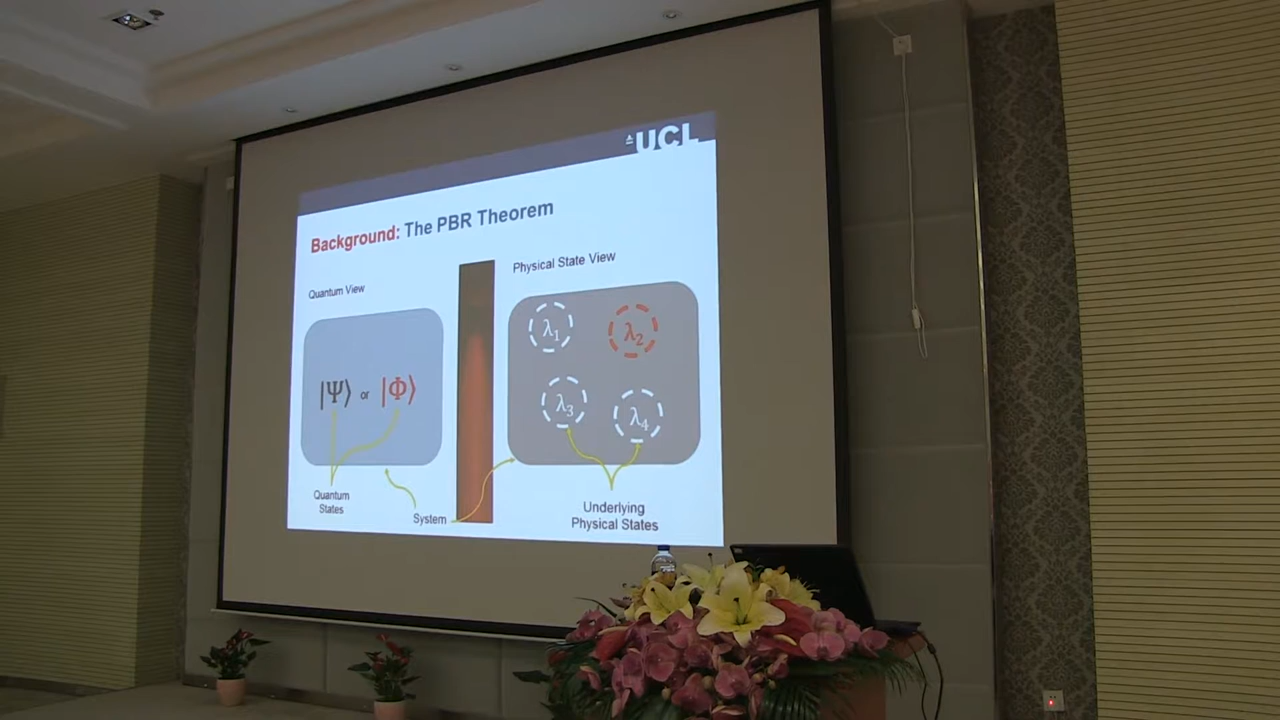 UCL
Background: The PBR Theorem
Quantum View
Physical State View
|Ψ⟩ or |Φ⟩
λ₁
λ₂
λ₃
λ₄
Quantum
States
System
Underlying
Physical States